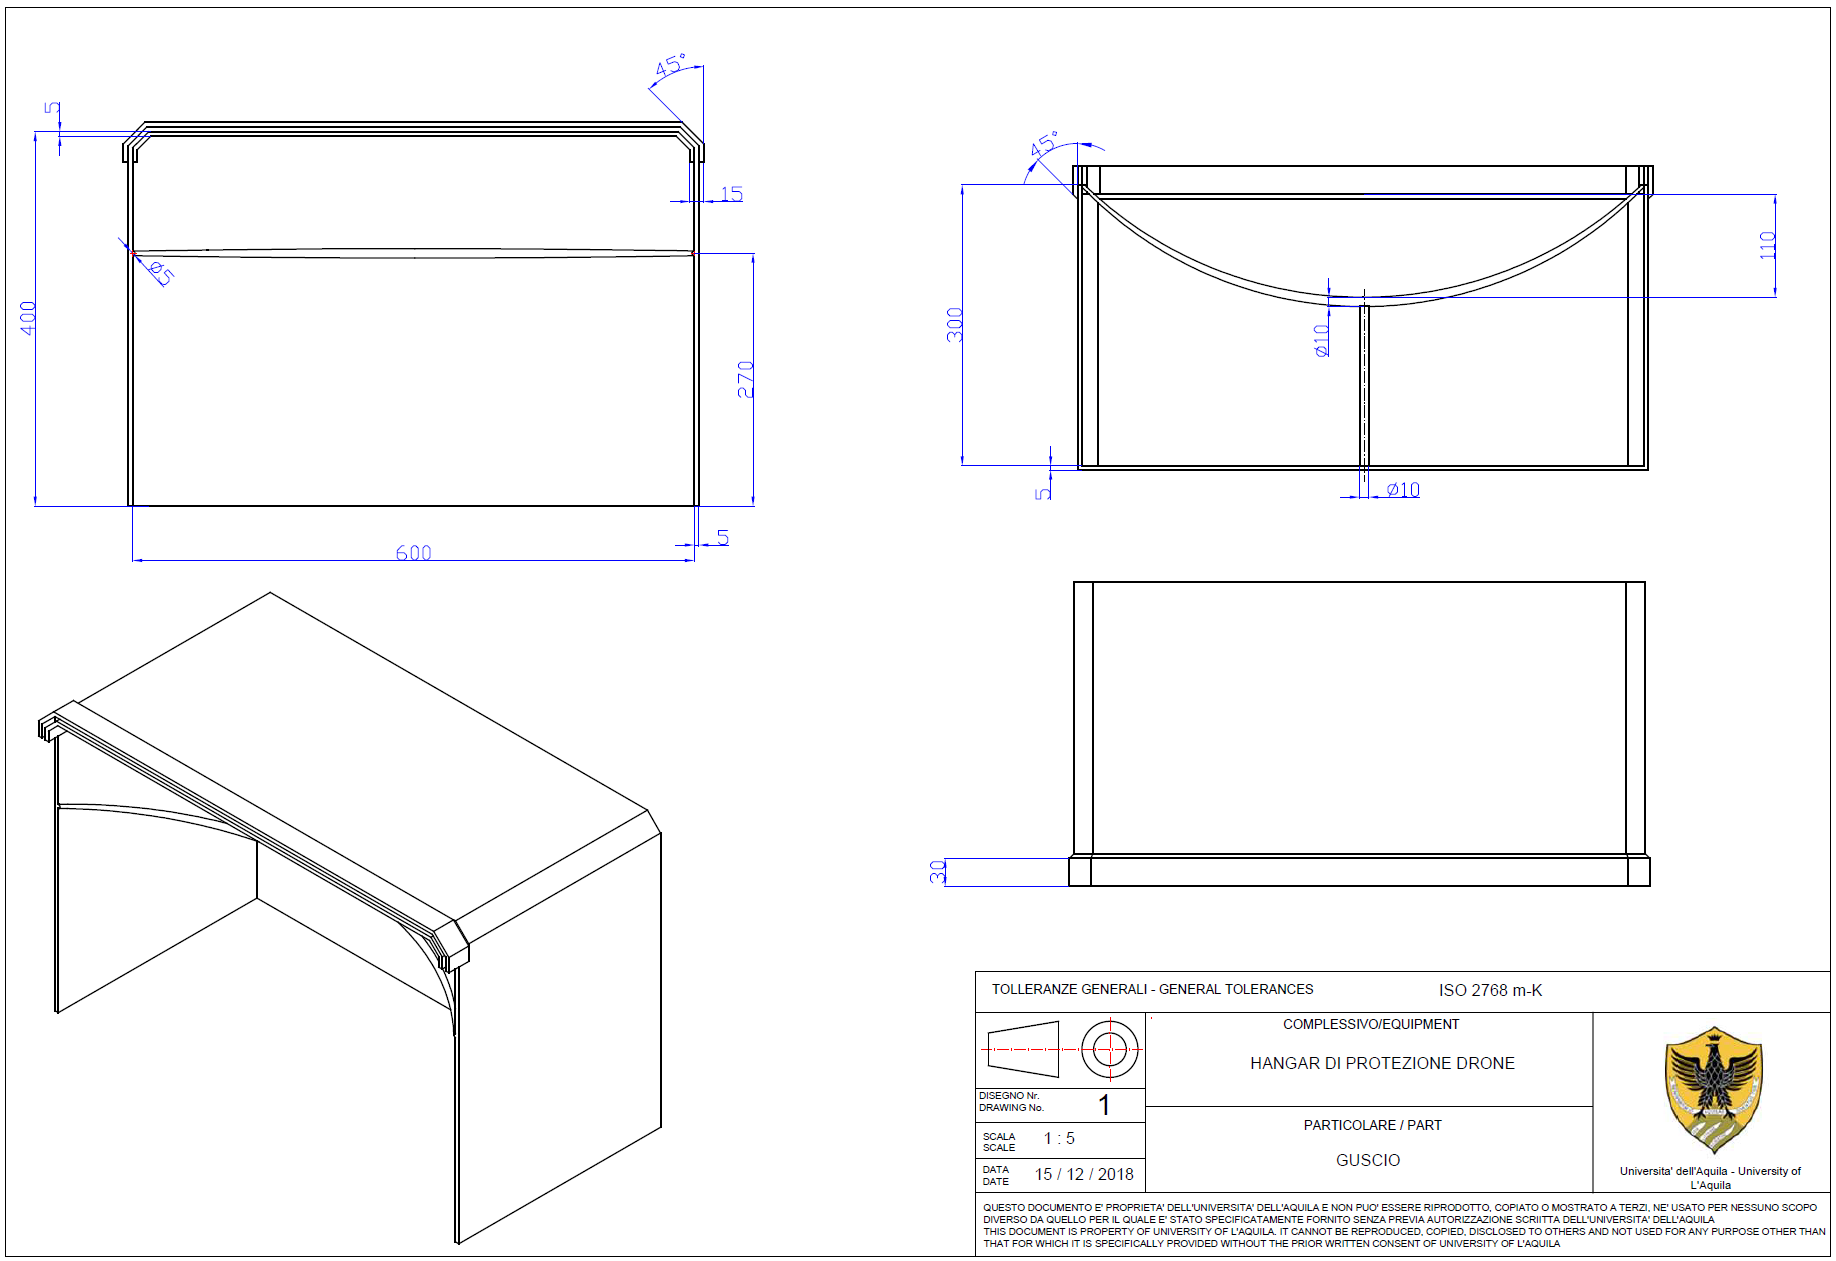 45°
5
15
Ø5
400
270
5
600
45°
300
110
Ø10
5
Ø10
30
TOLLERANZE GENERALI - GENERAL TOLERANCES ISO 2768 m-K
COMPLESSIVO/EQUIPMENT
HANGAR DI PROTEZIONE DRONE
DISEGNO Nr.
DRAWING No.
1
PARTICOLARE / PART
GUSCIO
SCALA
SCALE
1 : 5
DATA
DATE
15 / 12 / 2018
Universita' dell'Aquila - University of
L'Aquila
QUESTO DOCUMENTO E' PROPRIETA' DELL'UNIVERSITA' DELL'AQUILA E NON PUO' ESSERE RIPRODOTTO, COPIATO O MOSTRATO A TERZI, NE' USATO PER NESSUNO SCOPO
DIVERSO DA QUELLO PER IL QUALE E' STATO SPECIFICATAMENTE FORNITO SENZA PREVIA AUTORIZZAZIONE SCRIITTA DELL'UNIVERSITA' DELL'AQUILA
THIS DOCUMENT IS PROPERTY OF UNIVERSITY OF L'AQUILA. IT CANNOT BE REPRODUCED, COPIED, DISCLOSED TO OTHERS AND NOT USED FOR ANY PURPOSE OTHER THAN
THAT FOR WHICH IT IS SPECIFICALLY PROVIDED WITHOUT THE PRIOR WRITTEN CONSENT OF UNIVERSITY OF L'AQUILA